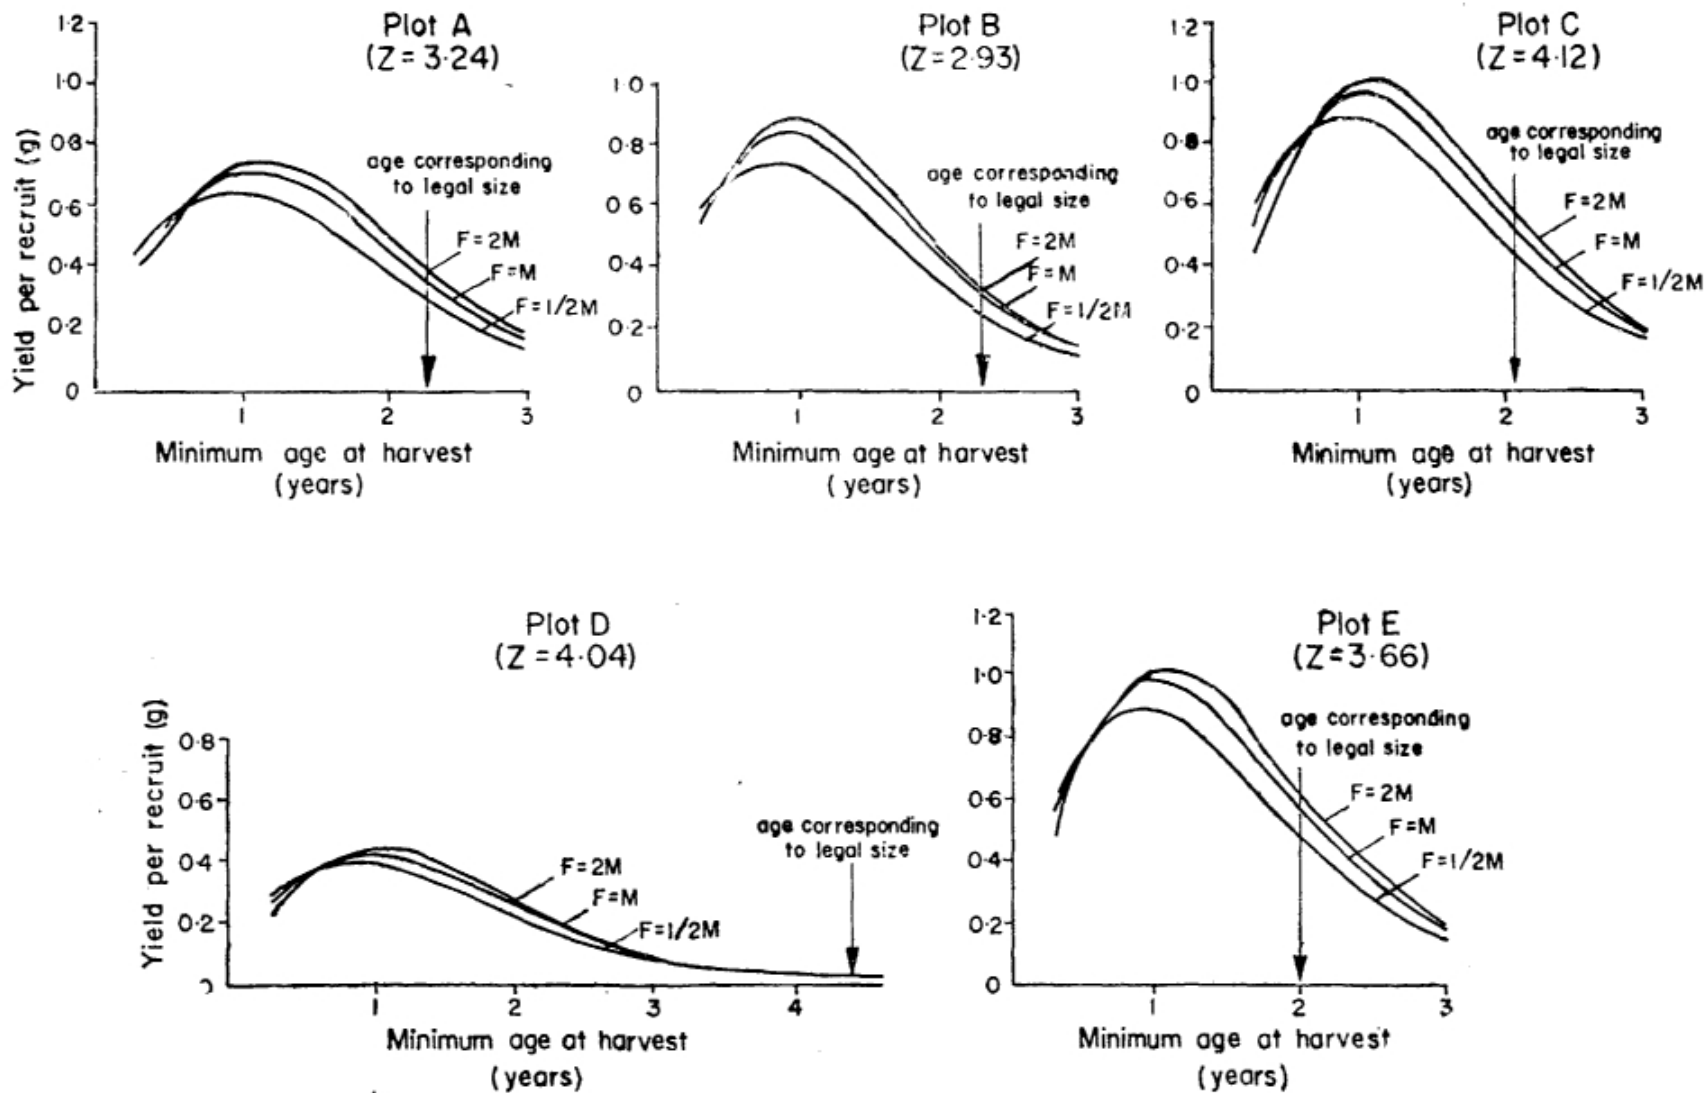 Plot A
(Z=3·24)
1·2
1·0
0·8
0·6
0·4
0·2
0
Yield per recruit (g)
age corresponding
to legal size
F=2M
F=M
F=1/2M
1 2 3
Minimum age at harvest
(years)
Plot B
(Z=2·93)
1·0
0·8
0·6
0·4
0·2
0
age corresponding
to legal size
F=2M
F=M
F=1/2M
1 2 3
Minimum age at harvest
(years)
Plot C
(Z=4·12)
1·2
1·0
0·8
0·6
0·4
0·2
0
age corresponding
to legal size
F=2M
F=M
F=1/2M
1 2 3
Minimum age at harvest
(years)
Plot D
(Z=4·04)
0·8
0·6
0·4
0·2
0
Yield per recruit (g)
age corresponding
to legal size
F=2M
F=M
F=1/2M
1 2 3 4
Minimum age at harvest
(years)
Plot E
(Z=3·66)
1·2
1·0
0·8
0·6
0·4
0·2
0
age corresponding
to legal size
F=2M
F=M
F=1/2M
1 2 3
Minimum age at harvest
(years)